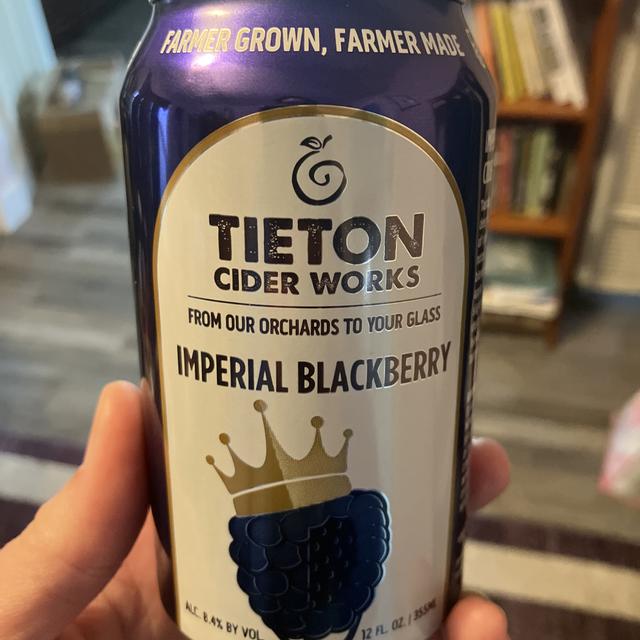 FARMER GROWN, FARMER MADE
TIETON
CIDER WORKS
FROM OUR ORCHARDS TO YOUR GLASS
IMPERIAL BLACKBERRY
ALC. 8.4% BY VOL.
12 FL. OZ. / 355ML